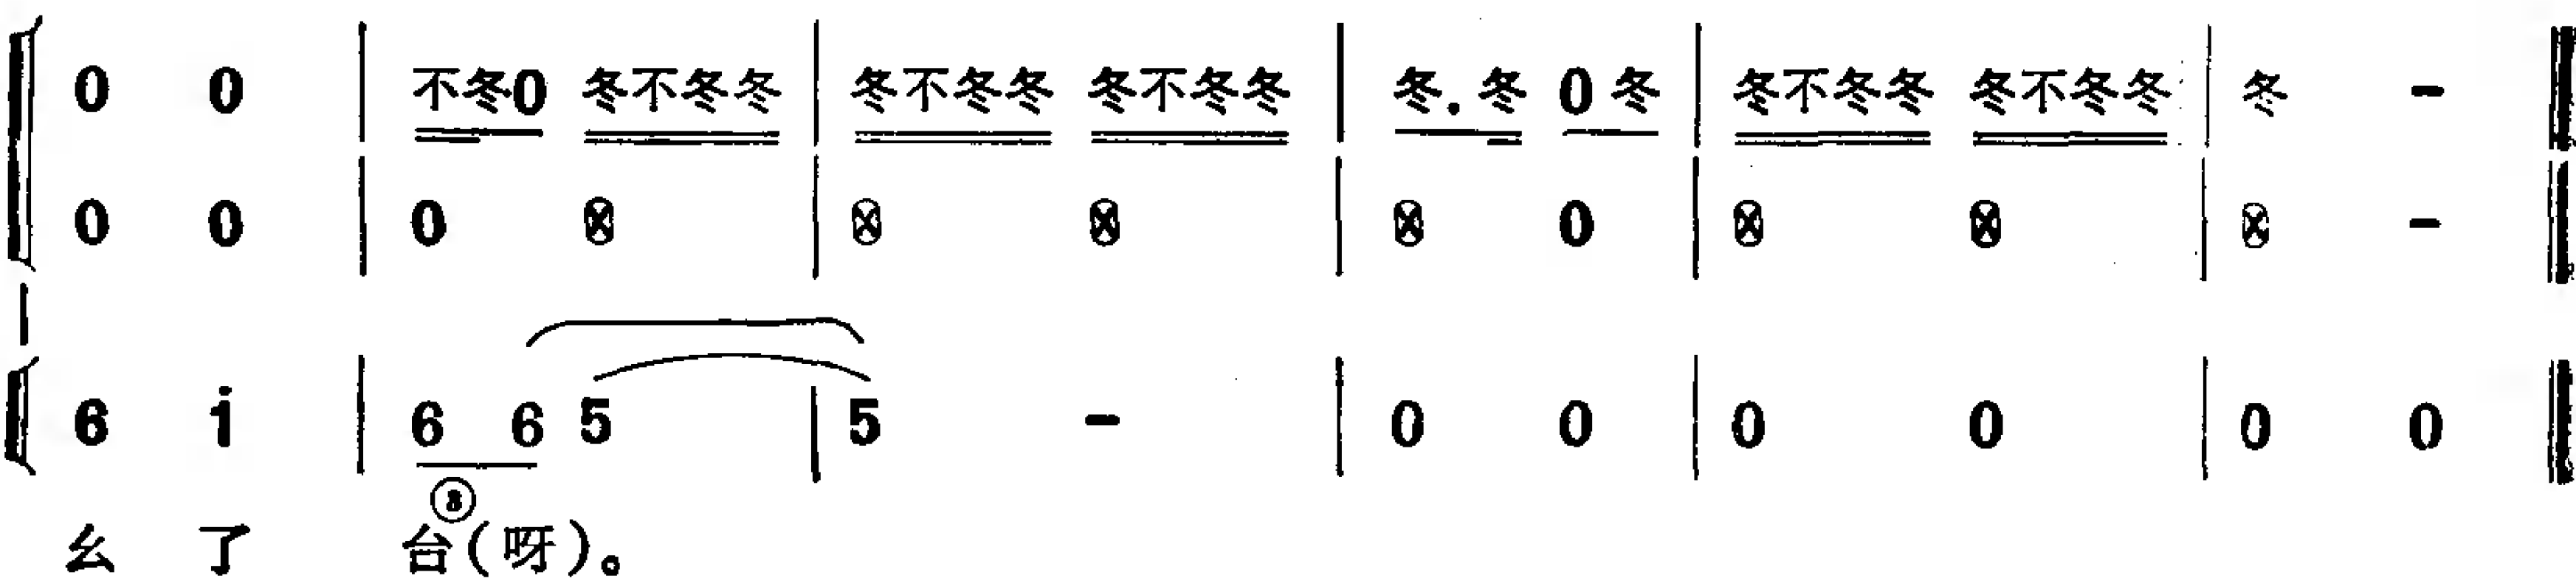 0 0 | 不冬0 冬不冬冬 | 冬不冬冬 冬不冬冬 | 冬.冬 0冬 | 冬不冬冬 冬不冬冬 | 冬 - ‖
0 0 | 0 ⓧ | ⓧ ⓧ | ⓧ 0 | ⓧ ⓧ | ⓧ - ‖
6 i | 6 6 5 | 5 - | 0 0 | 0 0 | 0 0 ‖
③
幺 了 台(呀)。